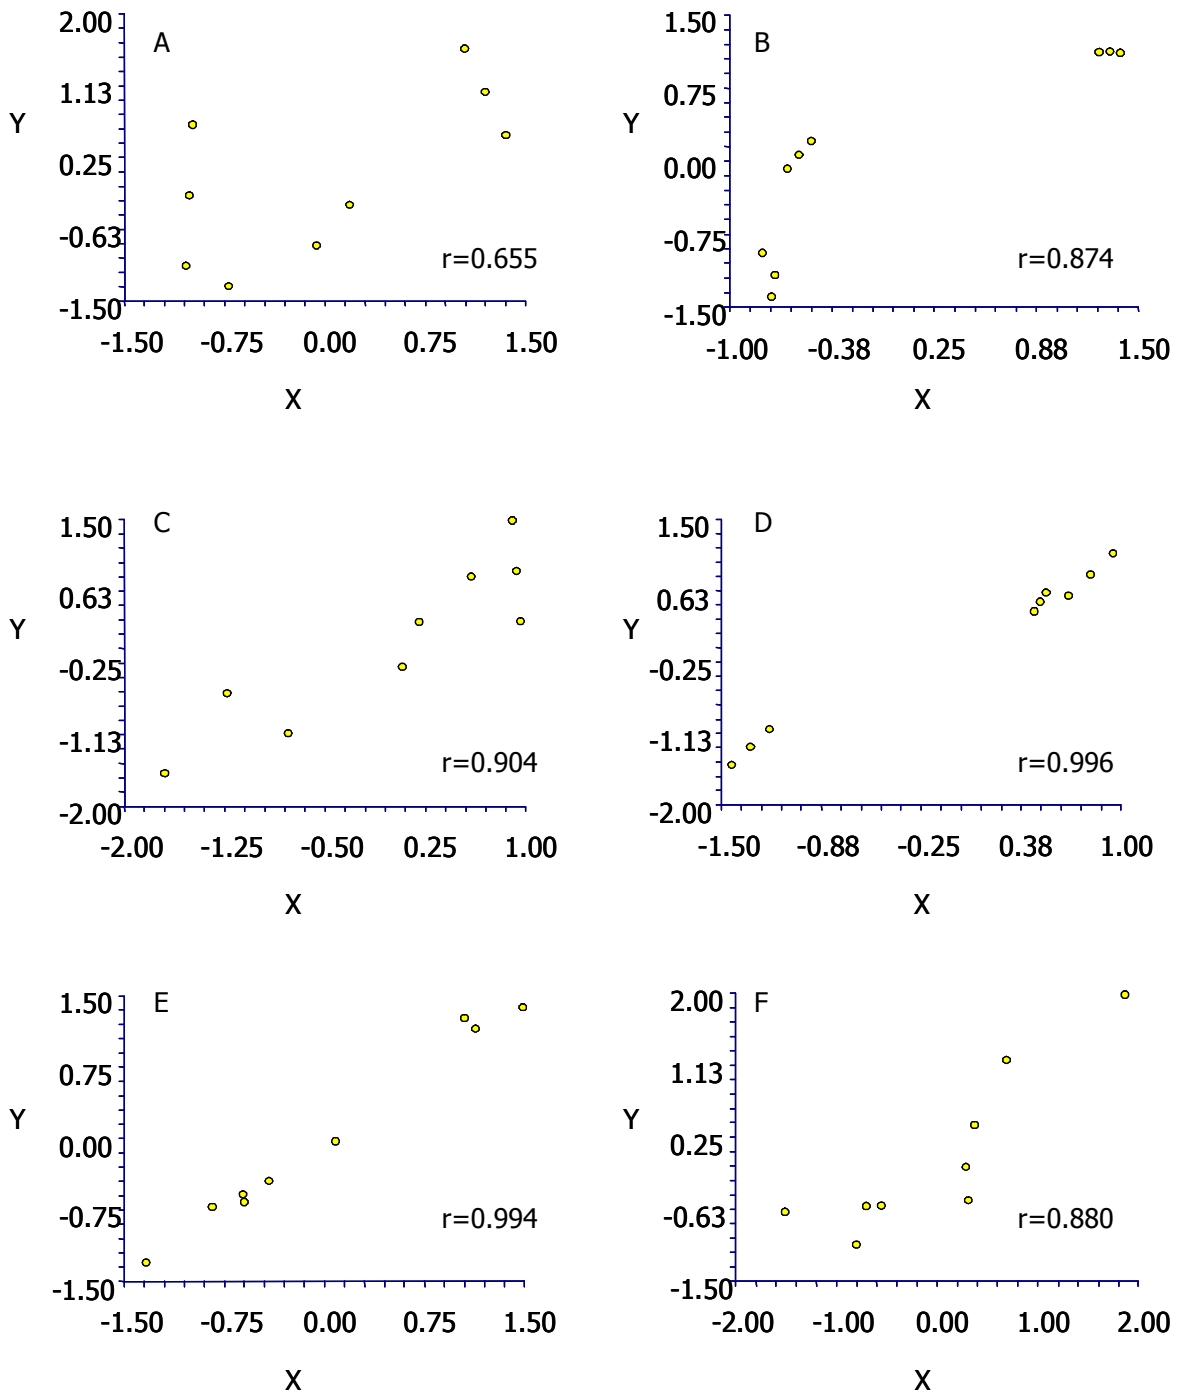 A
2.00
1.13
0.25
-0.63
-1.50
Y
r=0.655
-1.50 -0.75 0.00 0.75 1.50
X
B
1.50
0.75
0.00
-0.75
-1.50
Y
r=0.874
-1.00 -0.38 0.25 0.88 1.50
X
C
1.50
0.63
-0.25
-1.13
-2.00
Y
r=0.904
-2.00 -1.25 -0.50 0.25 1.00
X
D
1.50
0.63
-0.25
-1.13
-2.00
Y
r=0.996
-1.50 -0.88 -0.25 0.38 1.00
X
E
1.50
0.75
0.00
-0.75
-1.50
Y
r=0.994
-1.50 -0.75 0.00 0.75 1.50
X
F
2.00
1.13
0.25
-0.63
-1.50
Y
r=0.880
-2.00 -1.00 0.00 1.00 2.00
X